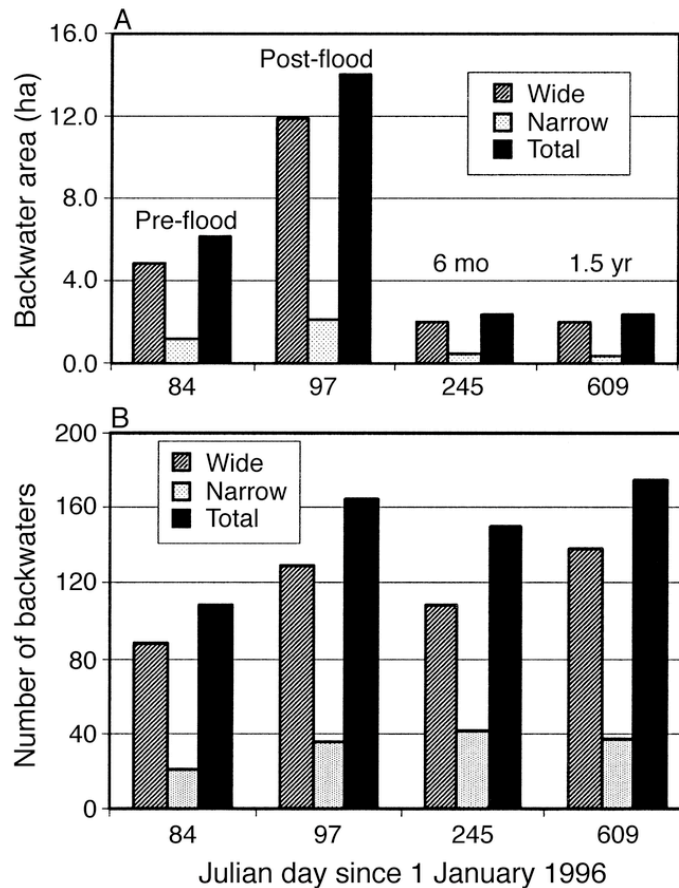 A
16.0
12.0
8.0
4.0
0.0
Backwater area (ha)
Pre-flood
Post-flood
6 mo
1.5 yr
Wide
Narrow
Total
84 97 245 609
B
200
160
120
80
40
0
Number of backwaters
Wide
Narrow
Total
84 97 245 609
Julian day since 1 January 1996